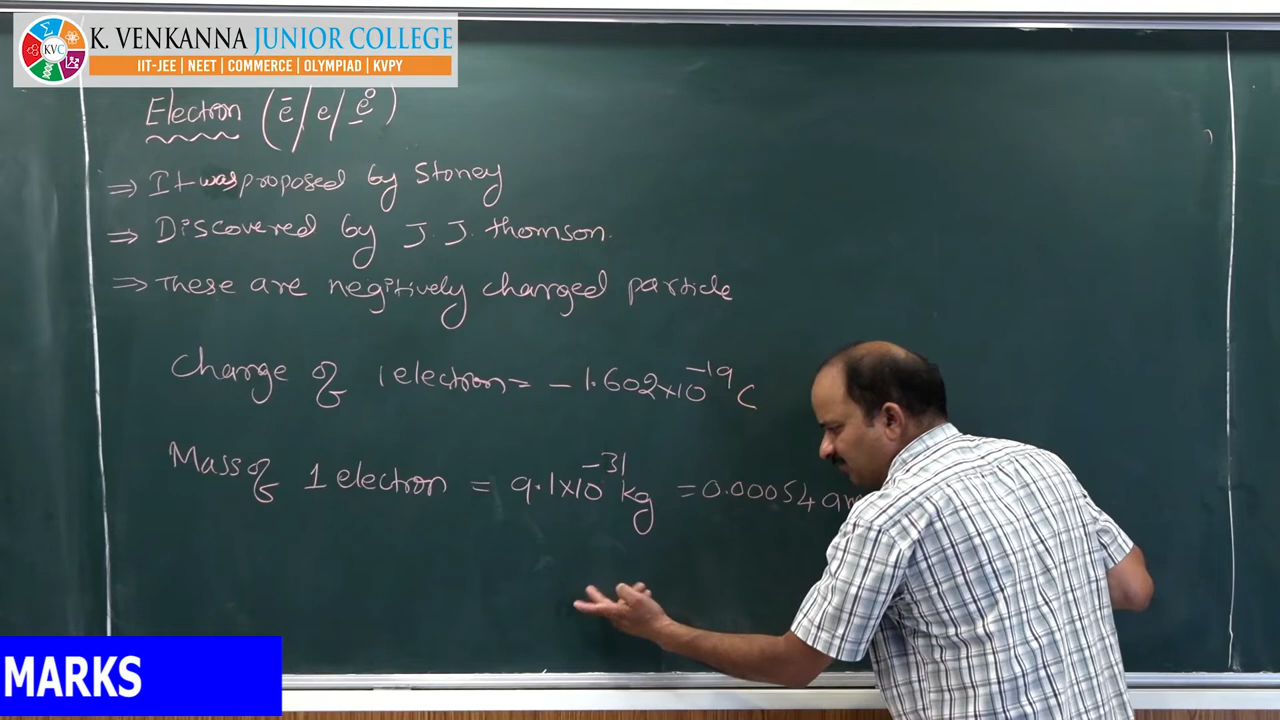 KVC
K. VENKANNA JUNIOR COLLEGE
IIT-JEE | NEET | COMMERCE | OLYMPIAD | KVPY
Electron (ē/e/₋₁e⁰)
⇒ It was proposed by Stoney
⇒ Discovered by J. J. thomson.
⇒ These are negitively charged particle
Charge of 1 electron = - 1.602×10⁻¹⁹ C
Mass of 1 electron = 9.1×10⁻³¹ kg = 0.00054
MARKS